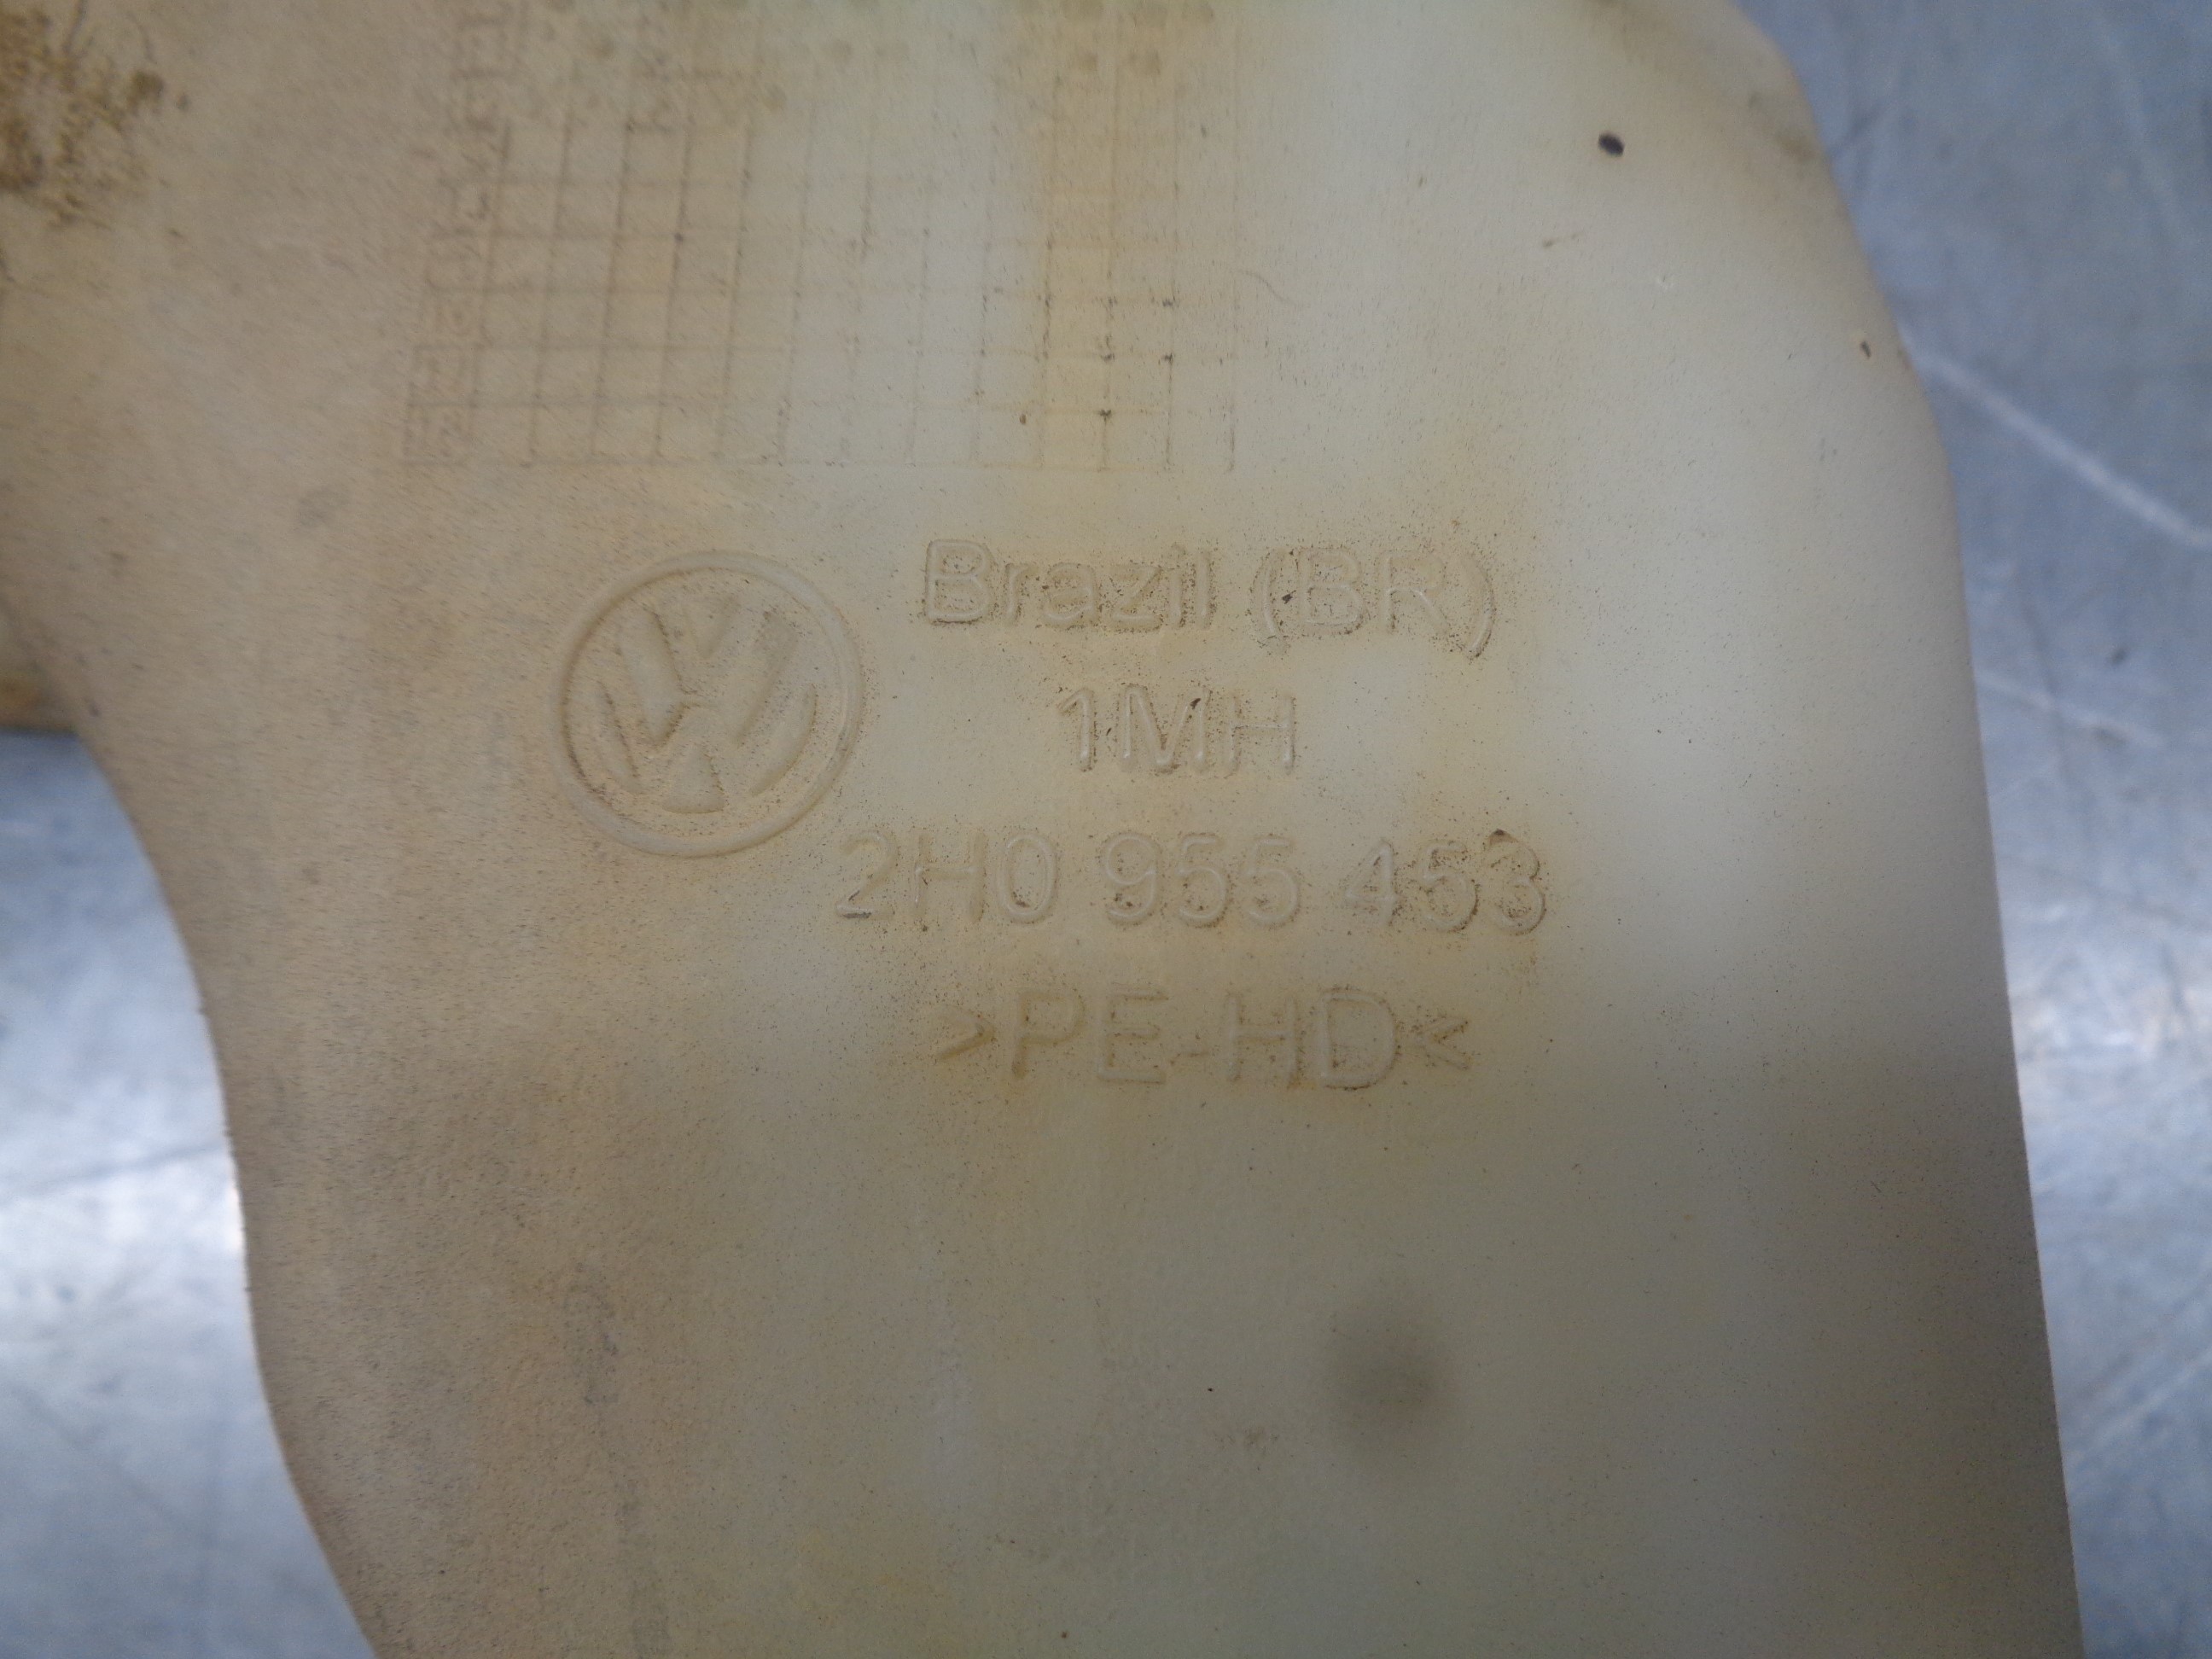 Brazil (BR)
1MH
2H0 955 453
>PE-HD<